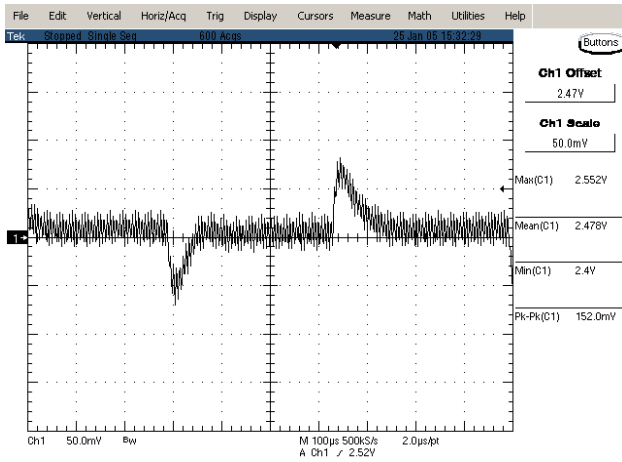 File Edit Vertical Horiz/Acq Trig Display Cursors Measure Math Utilities Help
Tek Stopped Single Seq 600 Acqs 25 Jan 05 15:32:29
Buttons
Ch1 Offset
2.47V
Ch1 Scale
50.0mV
Max(C1) 2.552V
Mean(C1) 2.478V
1
Min(C1) 2.4V
Pk-Pk(C1) 152.0mV
Ch1 50.0mV Bw M 100µs 500kS/s 2.0µs/pt
A Ch1 / 2.52V